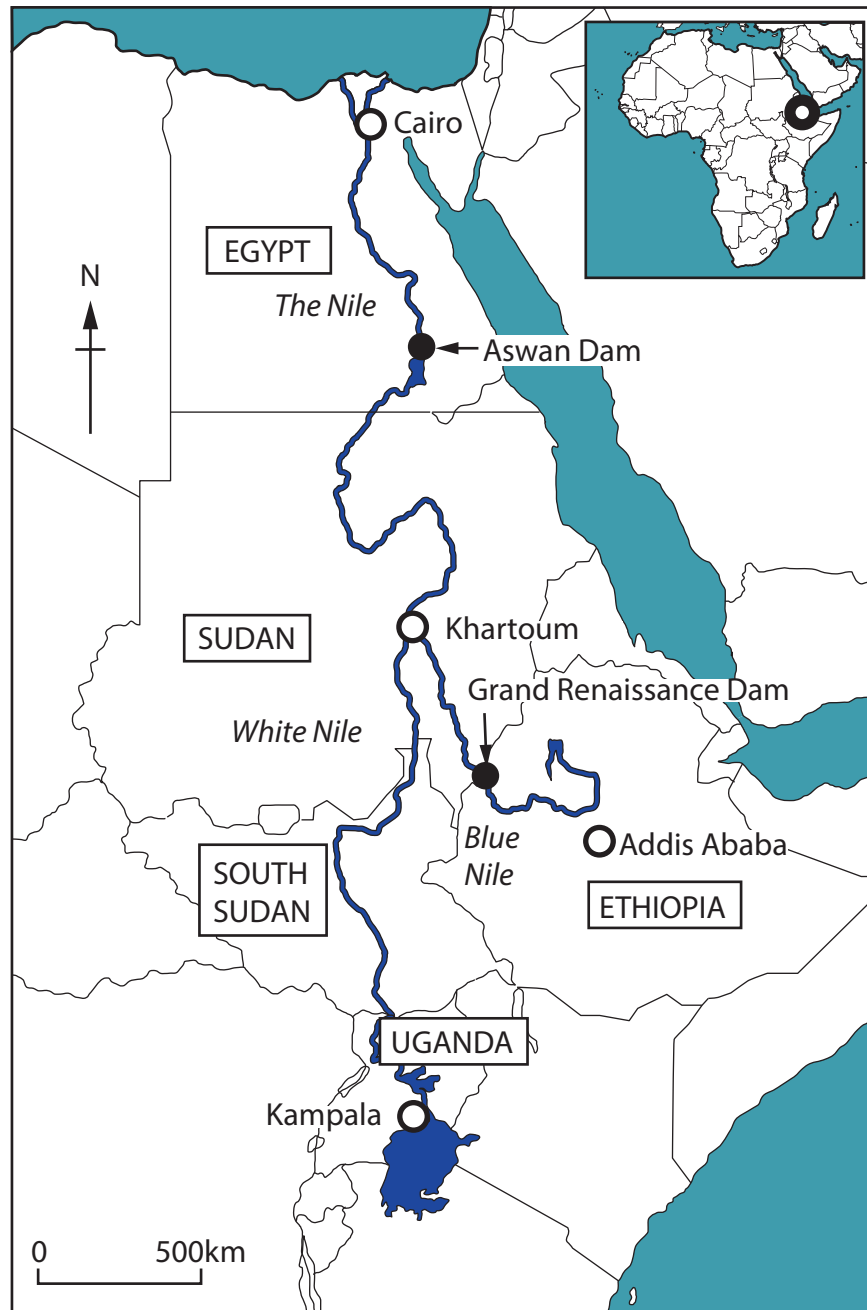 Cairo
EGYPT
N
The Nile
Aswan Dam
SUDAN
Khartoum
Grand Renaissance Dam
White Nile
Blue
Nile
Addis Ababa
SOUTH
SUDAN
ETHIOPIA
UGANDA
Kampala
0 500km